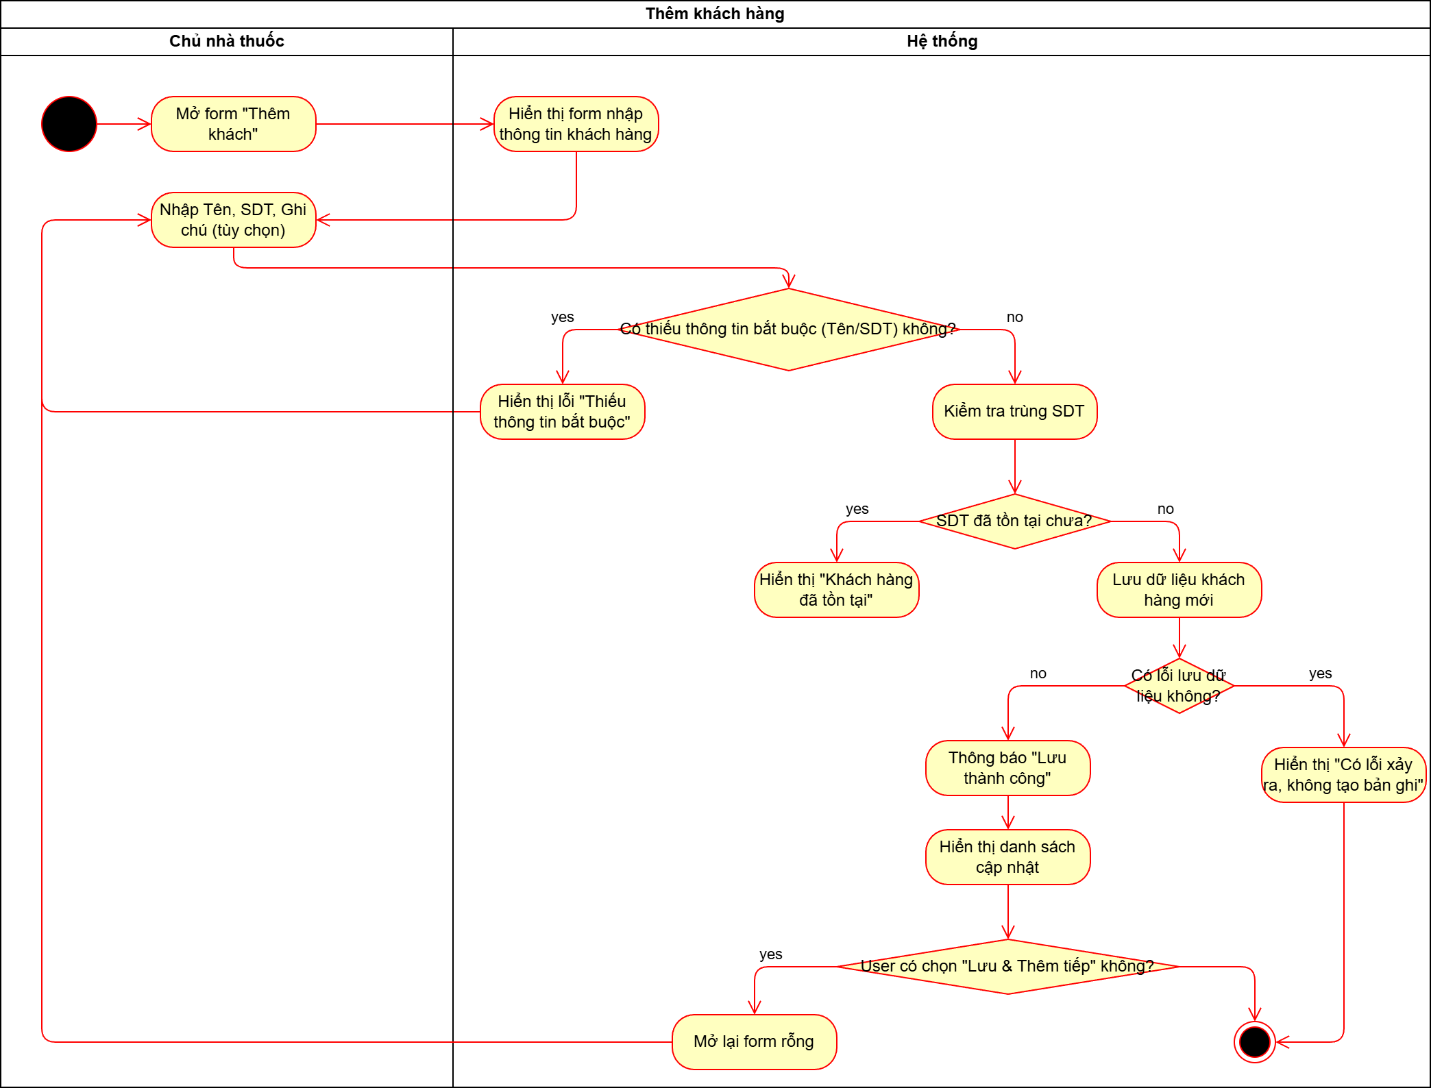 Thêm khách hàng
Chủ nhà thuốc
Hệ thống
Mở form "Thêm
khách"
Hiển thị form nhập
thông tin khách hàng
Nhập Tên, SDT, Ghi
chú (tùy chọn)
yes
Có thiếu thông tin bắt buộc (Tên/SDT) không?
no
Hiển thị lỗi "Thiếu
thông tin bắt buộc"
Kiểm tra trùng SDT
yes
SDT đã tồn tại chưa?
no
Hiển thị "Khách hàng
đã tồn tại"
Lưu dữ liệu khách
hàng mới
no
Có lỗi lưu dữ
liệu không?
yes
Thông báo "Lưu
thành công"
Hiển thị "Có lỗi xảy
ra, không tạo bản ghi"
Hiển thị danh sách
cập nhật
yes
User có chọn "Lưu & Thêm tiếp" không?
Mở lại form rỗng